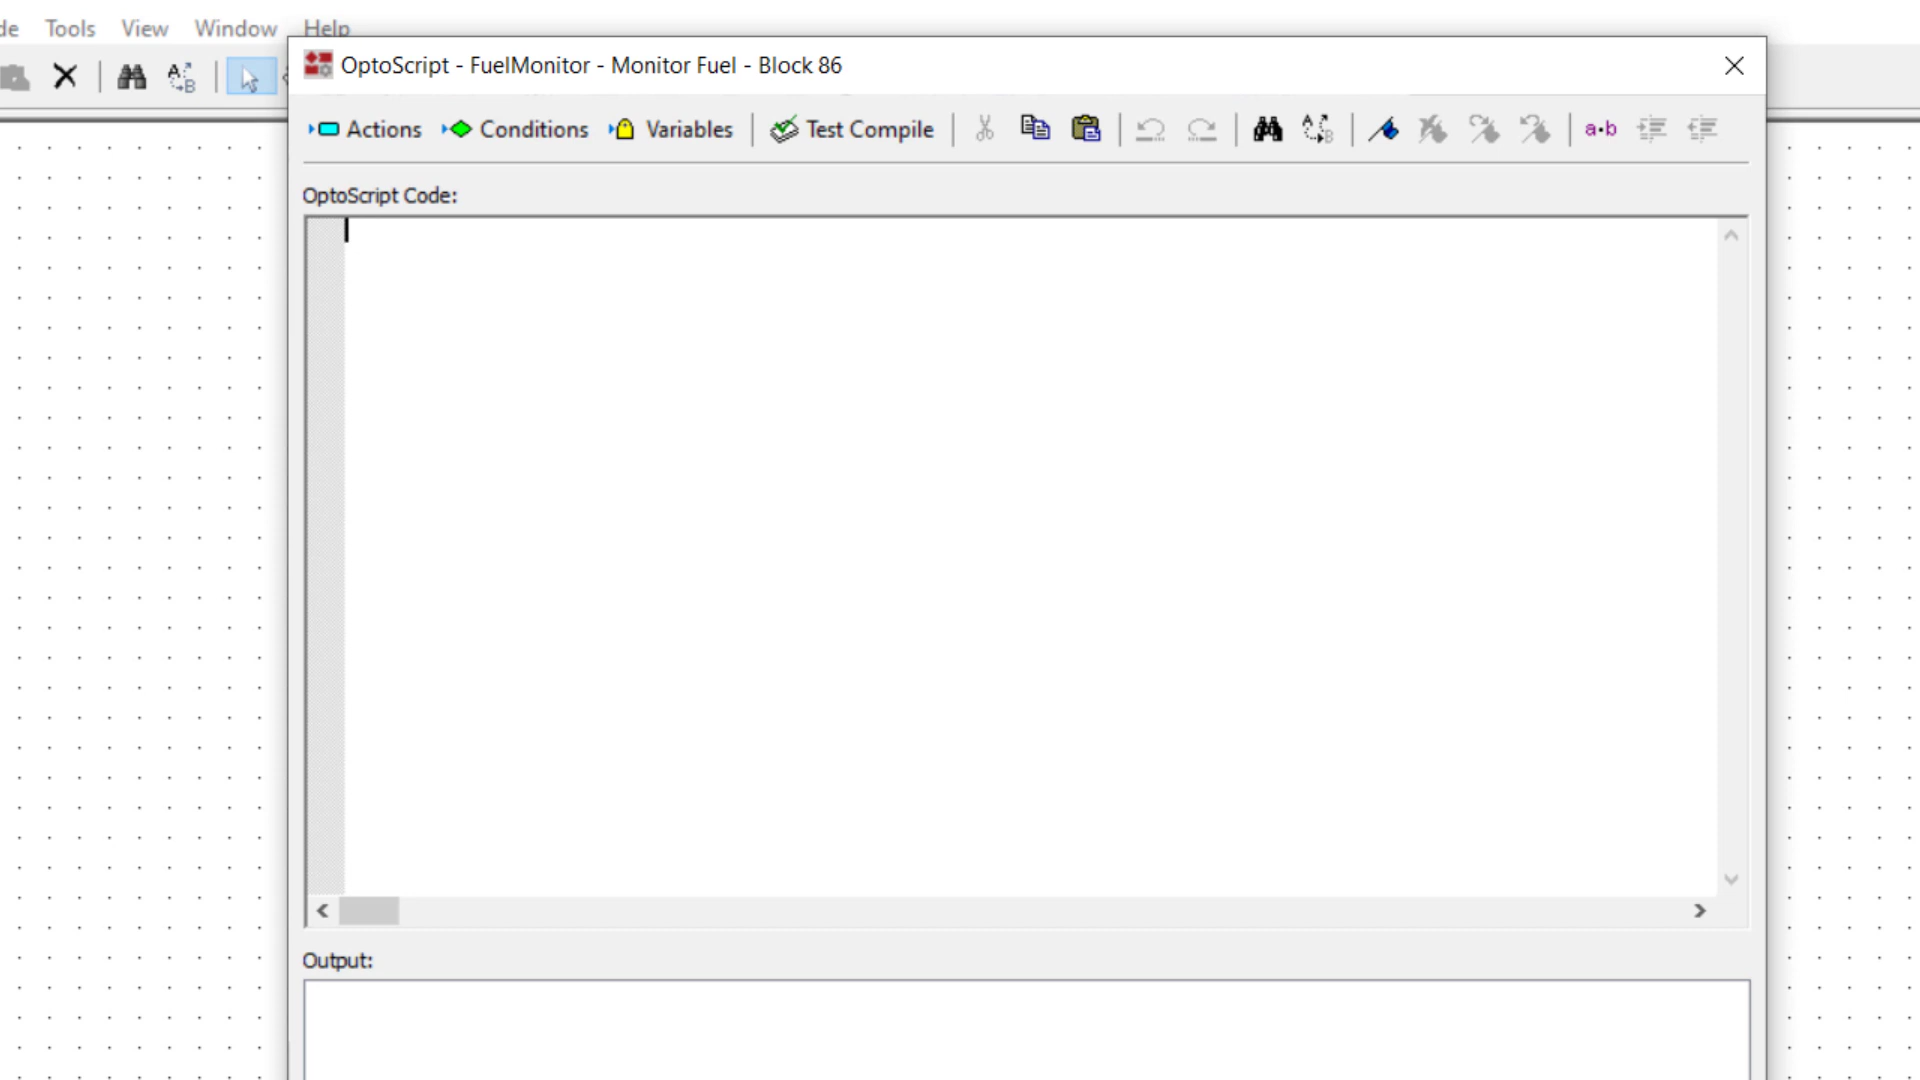 de Tools View Window Help
OptoScript - FuelMonitor - Monitor Fuel - Block 86
Actions Conditions Variables Test Compile a•b
OptoScript Code:
Output: